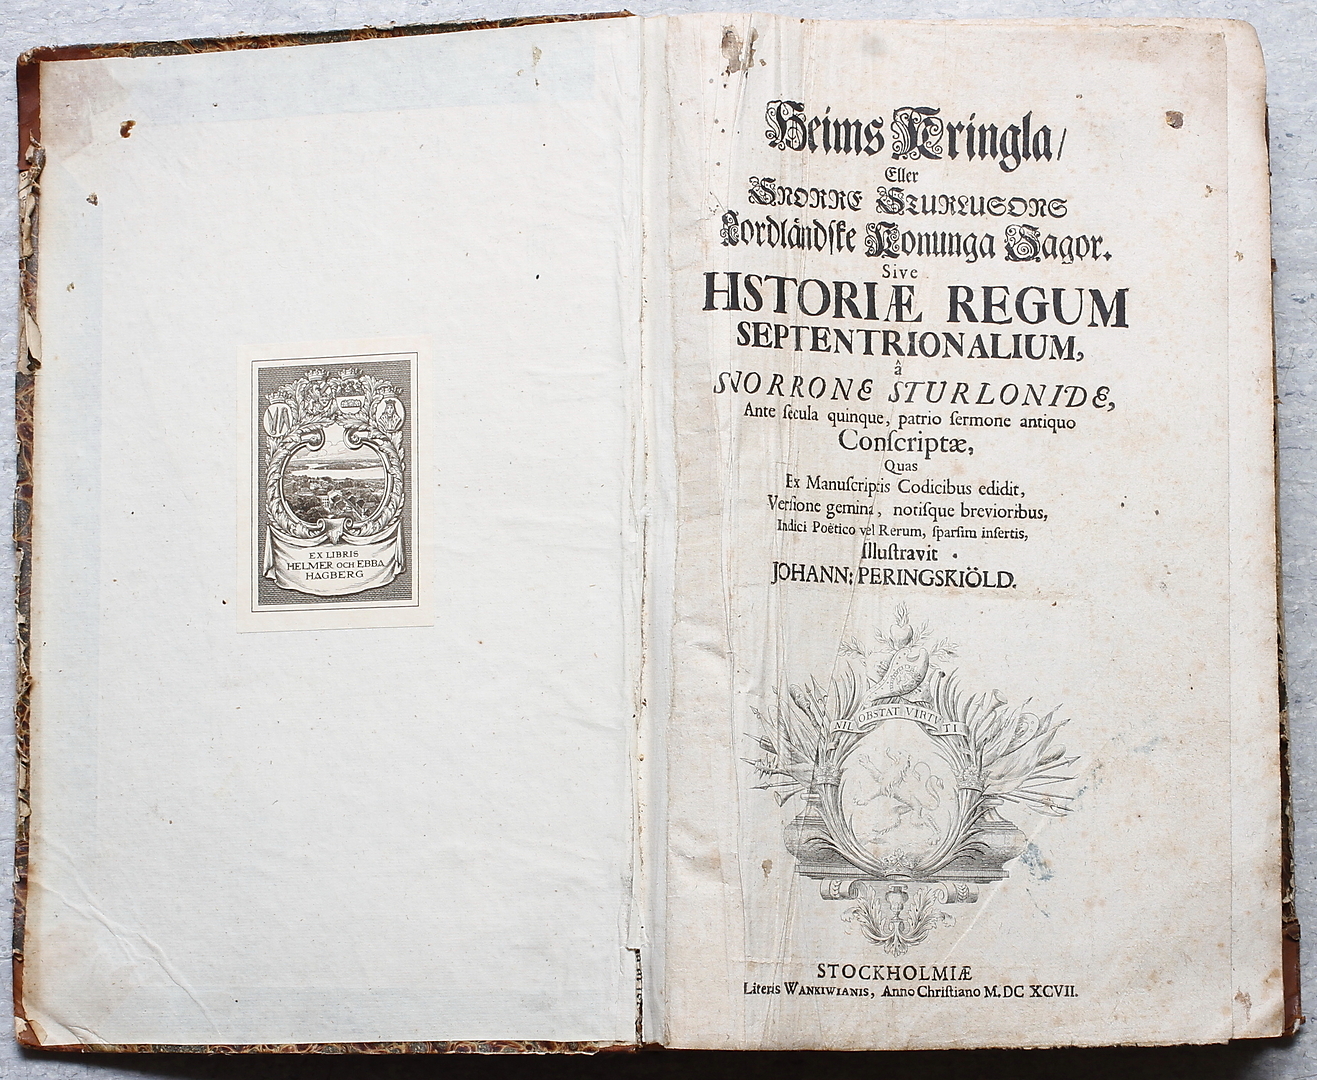 EX LIBRIS
HELMER OCH EBBA
HAGBERG
Heims Kringla/
Eller
SNORRE STURLUSONS
Nordländſke Konunga Sagor.
Sive
HISTORIÆ REGUM
SEPTENTRIONALIUM,
â
SNORRONE STURLONIDE,
Ante ſecula quinque, patrio ſermone antiquo
Conſcriptæ,
Quas
Ex Manuſcriptis Codicibus edidit,
Verſione gemina, notiſque brevioribus,
Indici Poëtico vel Rerum, ſparſim inſertis,
Illuſtravit
JOHANN: PERINGSKIÖLD.
NIL OBSTAT VIRTUTI
STOCKHOLMIÆ
Literis WANKIWIANIS, Anno Chriſtiano M.DC XCVII.